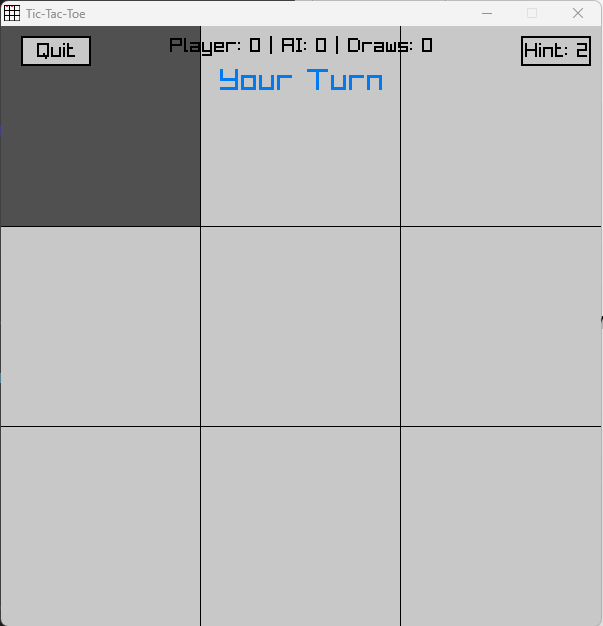 Tic-Tac-Toe
Quit
Player: 0 | AI: 0 | Draws: 0
Hint: 2
Your Turn